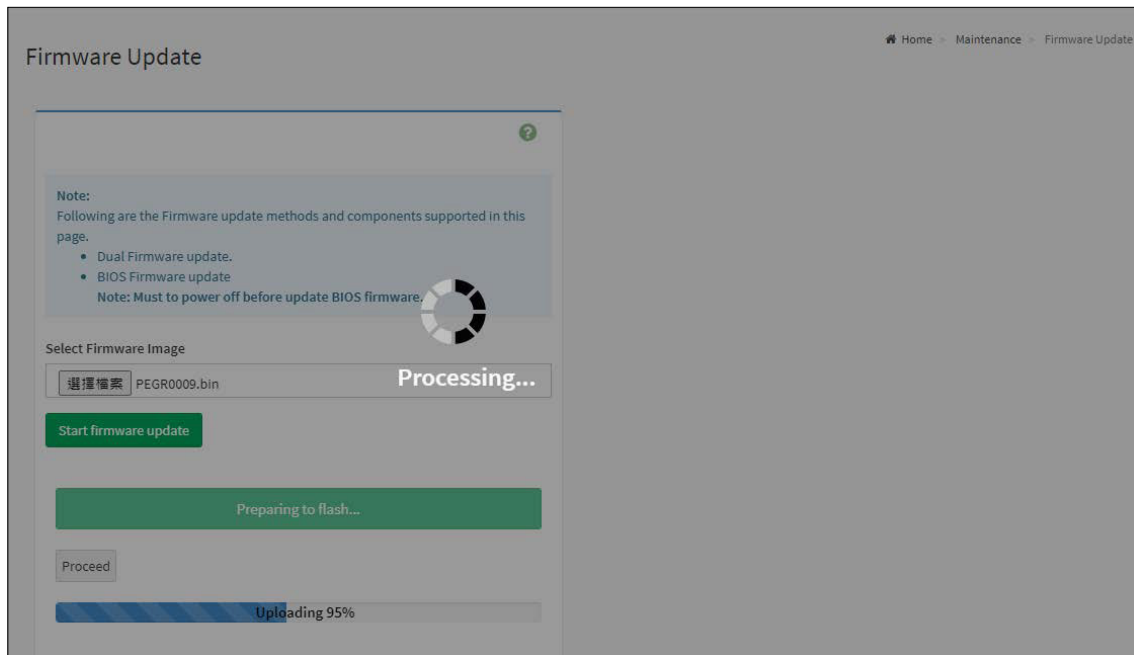 Home > Maintenance > Firmware Update
Firmware Update
Note:
Following are the Firmware update methods and components supported in this
page.
• Dual Firmware update.
• BIOS Firmware update
Note: Must to power off before update BIOS firmware.
Select Firmware Image
選擇檔案 PEGR0009.bin
Processing...
Start firmware update
Preparing to flash...
Proceed
Uploading 95%